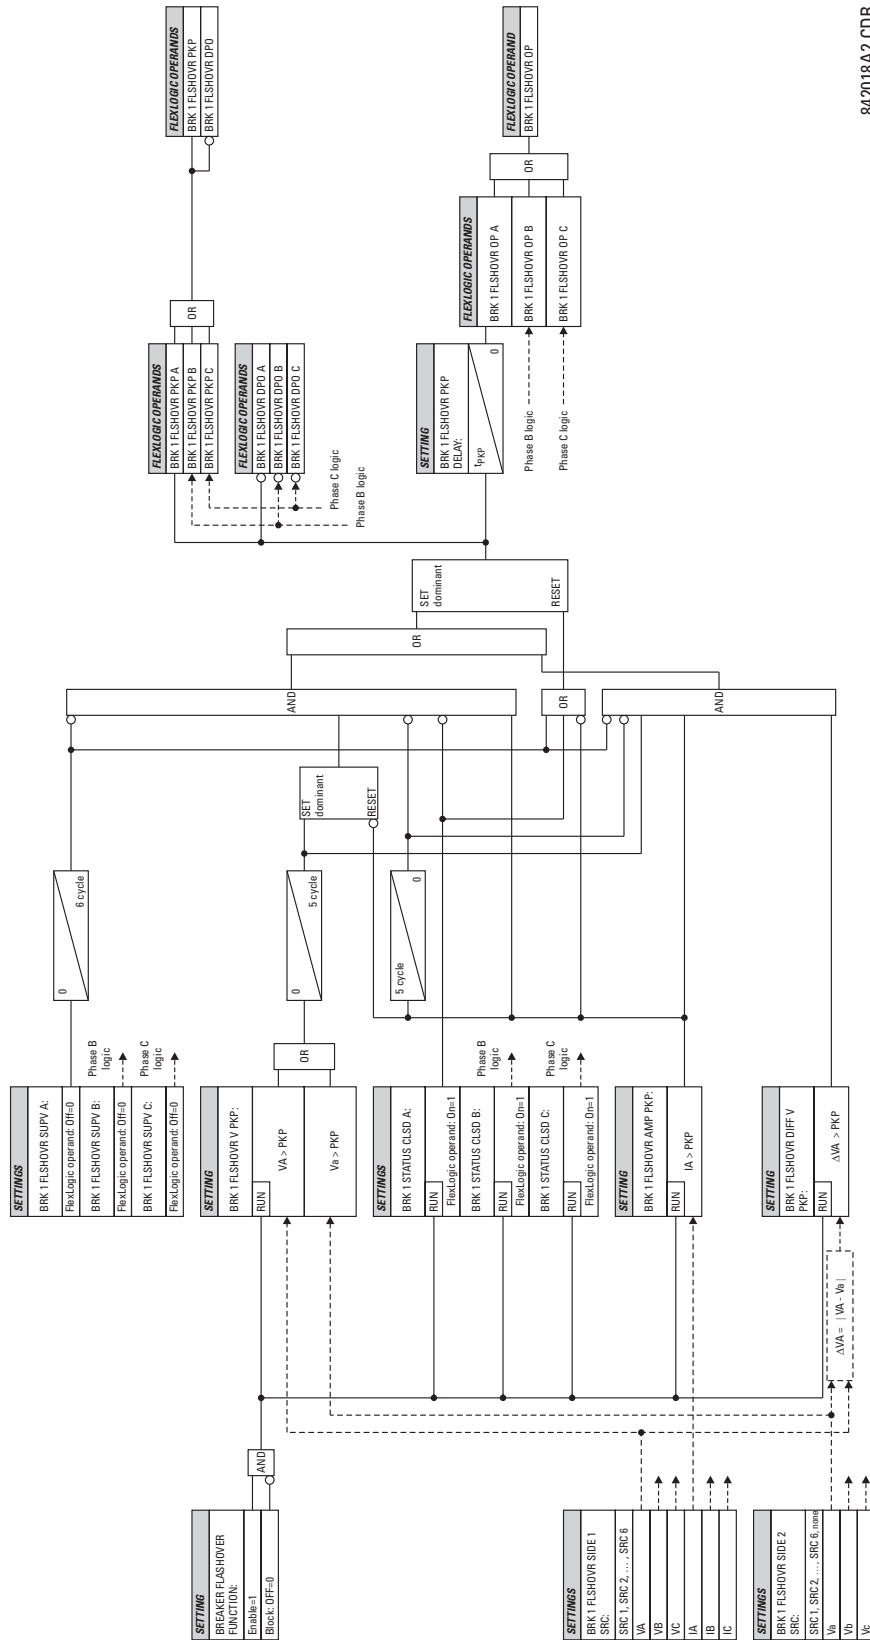 SETTING
BREAKER FLASHOVER
FUNCTION:
Enable=1
Block: OFF=0
AND
SETTINGS
BRK 1 FLSHOVR SIDE 1
SRC:
SRC 1, SRC 2, ... , SRC 6
VA
VB
VC
IA
IB
IC
SETTINGS
BRK 1 FLSHOVR SIDE 2
SRC:
SRC 1, SRC 2, ... , SRC 6, none
Va
Vb
Vc
SETTINGS
BRK 1 FLSHOVR SUPV A:
FlexLogic operand: Off=0
BRK 1 FLSHOVR SUPV B:
FlexLogic operand: Off=0
BRK 1 FLSHOVR SUPV C:
FlexLogic operand: Off=0
Phase B
logic
Phase C
logic
SETTING
BRK 1 FLSHOVR V PKP:
RUN
VA > PKP
Va > PKP
OR
SETTINGS
BRK 1 STATUS CLSD A:
RUN
FlexLogic operand: On=1
BRK 1 STATUS CLSD B:
RUN
FlexLogic operand: On=1
BRK 1 STATUS CLSD C:
RUN
FlexLogic operand: On=1
Phase B
logic
Phase C
logic
SETTING
BRK 1 FLSHOVR AMP PKP:
RUN
IA > PKP
SETTING
BRK 1 FLSHOVR DIFF V
PKP:
RUN
ΔVA > PKP
ΔVA = | VA - Va |
0
6 cycle
0
5 cycle
5 cycle
0
SET
dominant
RESET
AND
OR
AND
OR
SET
dominant
RESET
FLEXLOGIC OPERANDS
BRK 1 FLSHOVR PKP A
BRK 1 FLSHOVR PKP B
BRK 1 FLSHOVR PKP C
FLEXLOGIC OPERANDS
BRK 1 FLSHOVR DPO A
BRK 1 FLSHOVR DPO B
BRK 1 FLSHOVR DPO C
Phase C logic
Phase B logic
OR
FLEXLOGIC OPERANDS
BRK 1 FLSHOVR PKP
BRK 1 FLSHOVR DPO
SETTING
BRK 1 FLSHOVR PKP
DELAY:
tPKP
0
Phase B logic
Phase C logic
FLEXLOGIC OPERANDS
BRK 1 FLSHOVR OP A
BRK 1 FLSHOVR OP B
BRK 1 FLSHOVR OP C
OR
FLEXLOGIC OPERAND
BRK 1 FLSHOVR OP
842018A2.CDR